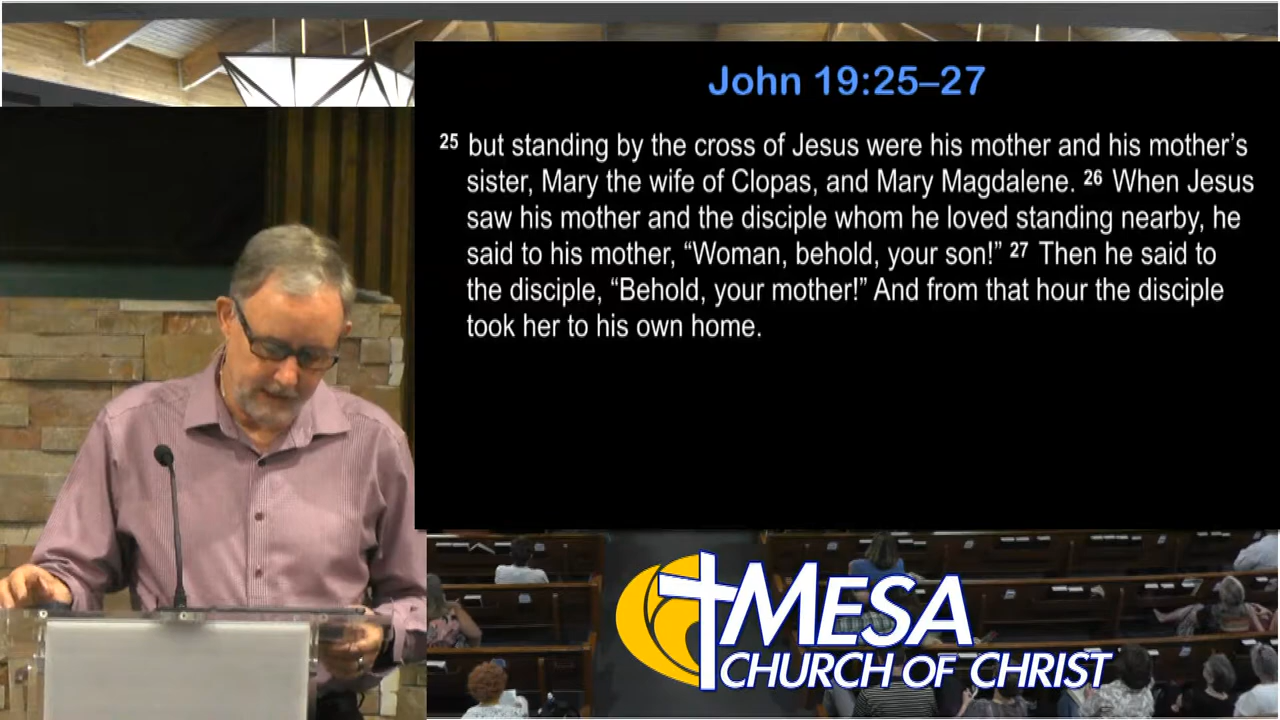 John 19:25–27
25 but standing by the cross of Jesus were his mother and his mother’s
sister, Mary the wife of Clopas, and Mary Magdalene. 26 When Jesus
saw his mother and the disciple whom he loved standing nearby, he
said to his mother, “Woman, behold, your son!” 27 Then he said to
the disciple, “Behold, your mother!” And from that hour the disciple
took her to his own home.
MESA
CHURCH OF CHRIST